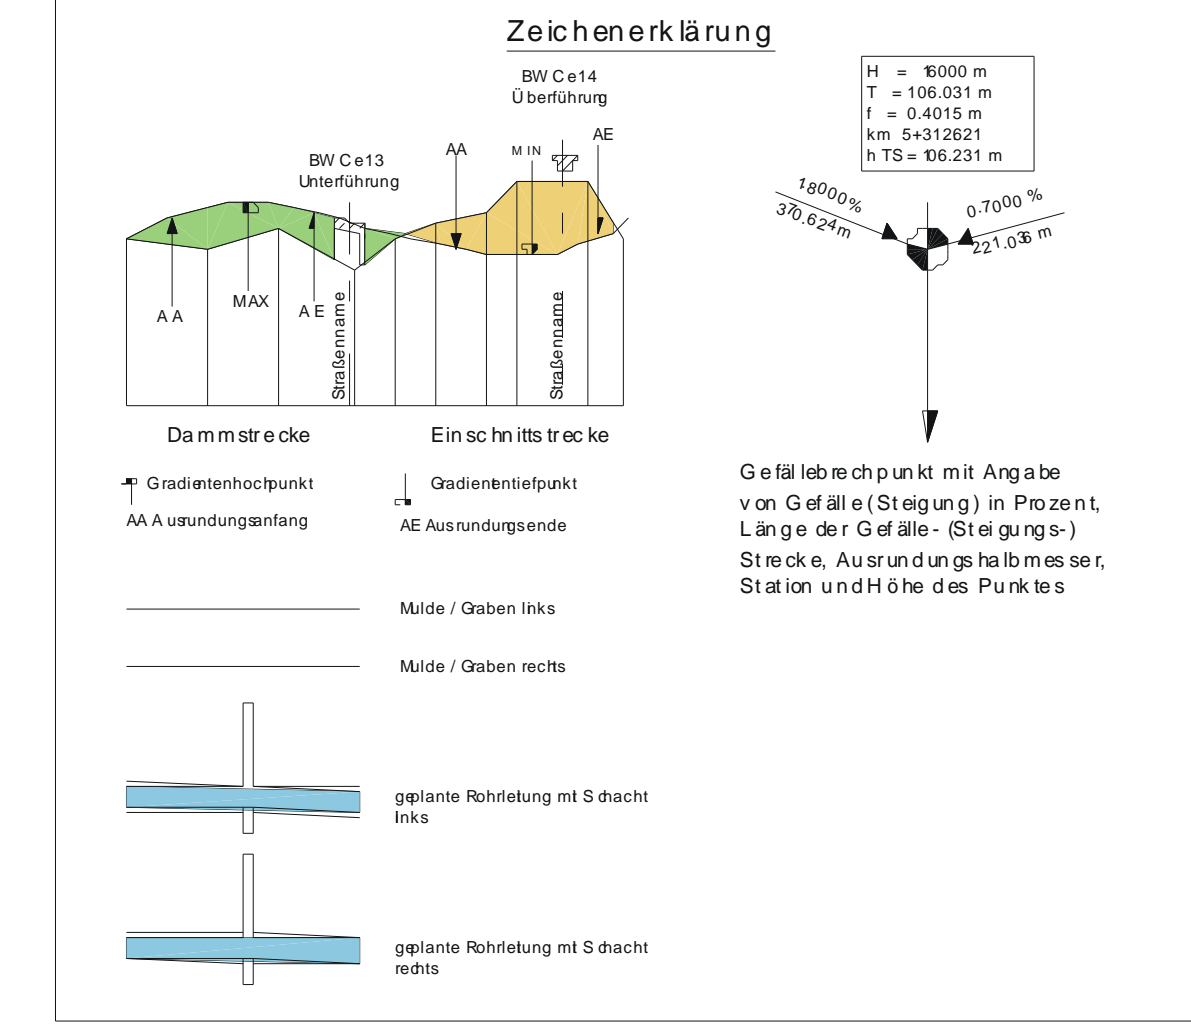 Zeichenerklärung
BW Ce14
Überführung
BW Ce13
Unterführung
AA
MIN
AE
AA
MAX
AE
Straßenname
Straßenname
Dammstrecke
Einschnittstrecke
Gradientenhochpunkt
Gradiententiefpunkt
AA Ausrundungsanfang
AE Ausrundungsende
Mulde / Graben links
Mulde / Graben rechts
geplante Rohrleitung mit Schacht
links
geplante Rohrleitung mit Schacht
rechts
H = 16000 m
T = 106.031 m
f = 0.4015 m
km 5+312621
h TS = 106.231 m
1.8000%
370.624m
0.7000 %
221.036 m
Gefällebrechpunkt mit Angabe
von Gefälle (Steigung) in Prozent,
Länge der Gefälle- (Steigungs-)
Strecke, Ausrundungshalbmesser,
Station und Höhe des Punktes